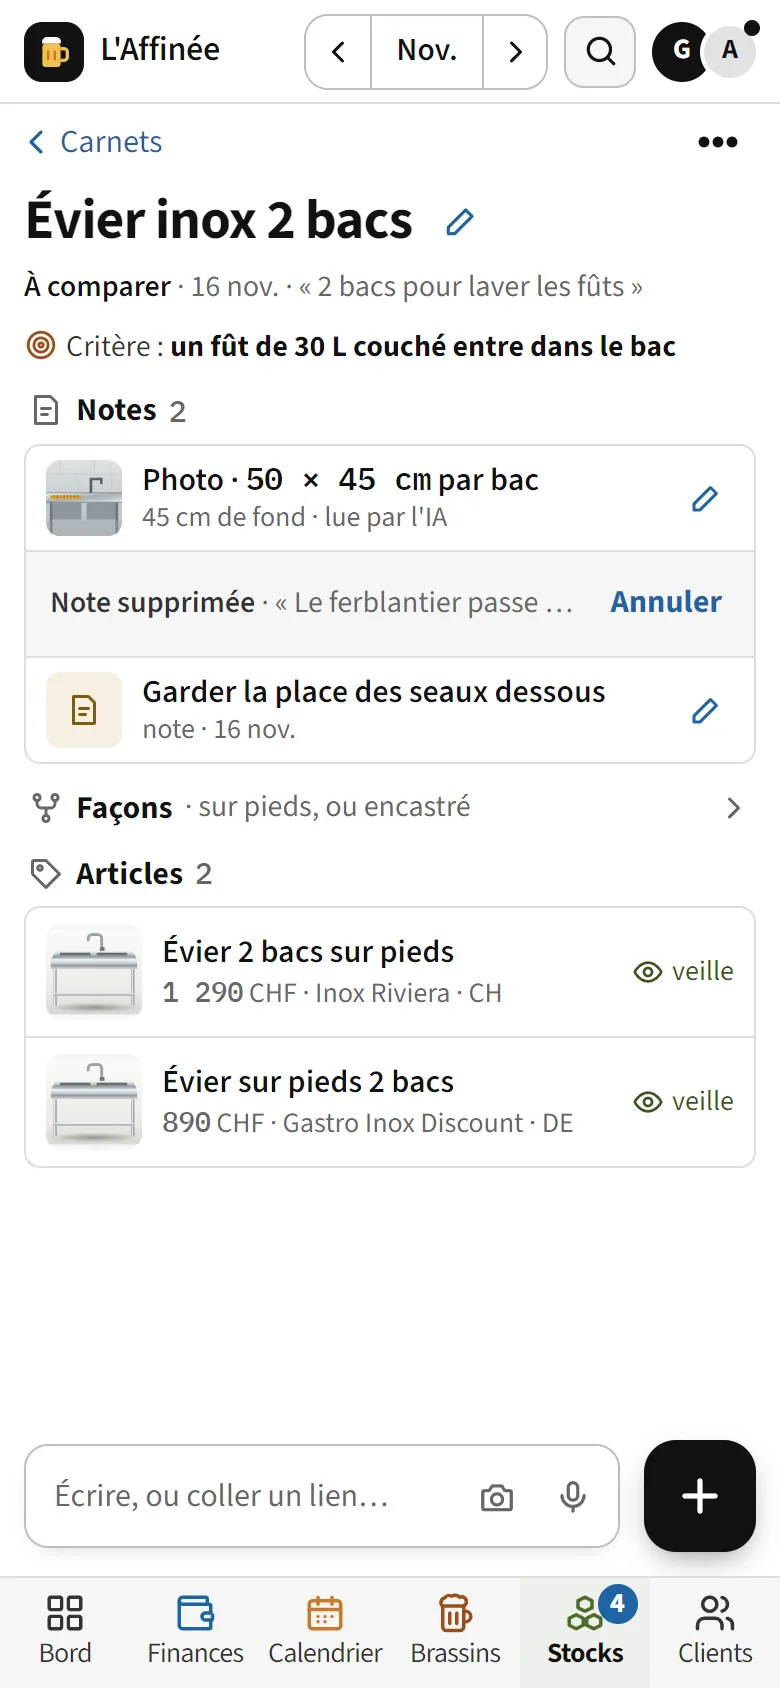 L'Affinée
Nov.
G
A
Carnets
Évier inox 2 bacs
À comparer · 16 nov. · « 2 bacs pour laver les fûts »
Critère : un fût de 30 L couché entre dans le bac
Notes 2
Photo · 50 × 45 cm par bac
45 cm de fond · lue par l'IA
Note supprimée · « Le ferblantier passe ...
Annuler
Garder la place des seaux dessous
note · 16 nov.
Façons · sur pieds, ou encastré
Articles 2
Évier 2 bacs sur pieds
1 290 CHF · Inox Riviera · CH
veille
Évier sur pieds 2 bacs
890 CHF · Gastro Inox Discount · DE
veille
Écrire, ou coller un lien...
4
Bord
Finances
Calendrier
Brassins
Stocks
Clients